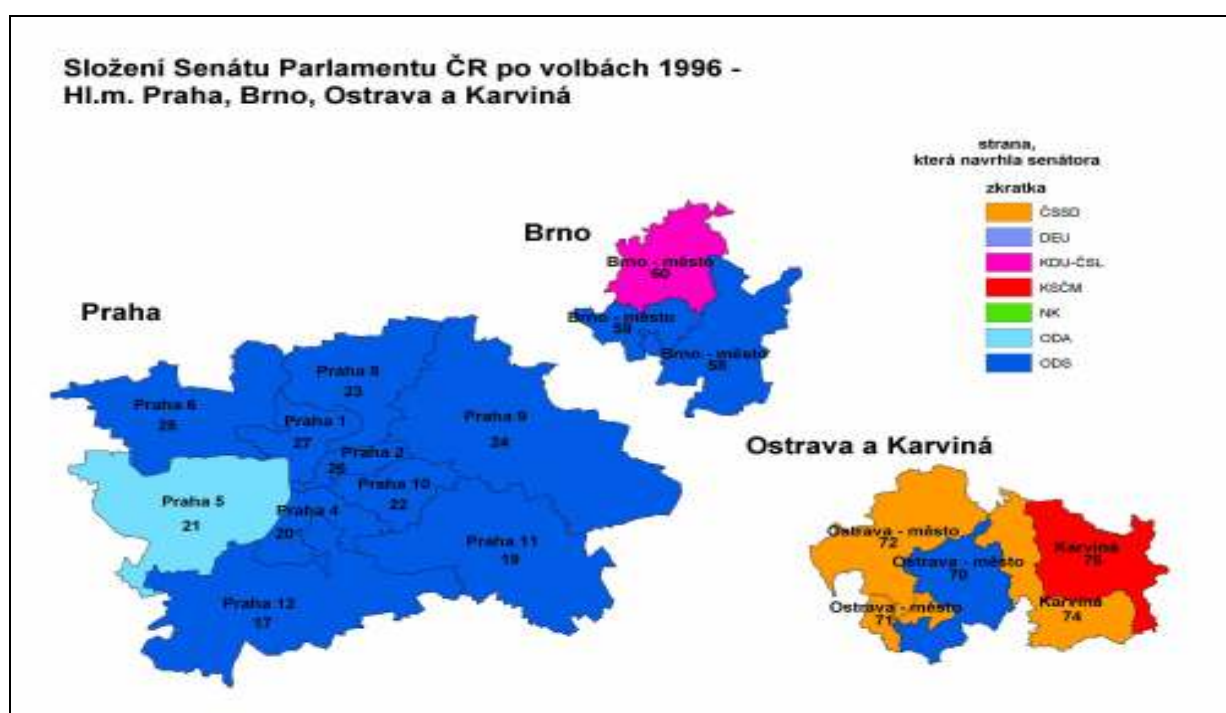 Složení Senátu Parlamentu ČR po volbách 1996 -
Hl.m. Praha, Brno, Ostrava a Karviná
strana,
která navrhla senátora
zkratka
ČSSD
DEU
KDU-ČSL
KSČM
NK
ODA
ODS
Brno
Brno - město
60
Brno - město
59
Brno - město
58
Praha
Praha 8
23
Praha 6
Praha 1
27
Praha 9
24
Praha 2
26
Praha 10
22
Praha 5
21
Praha 4
20
Praha 11
19
Praha 12
17
Ostrava a Karviná
Ostrava - město
72
Ostrava - město
70
Ostrava - město
71
Karviná
75
Karviná
74